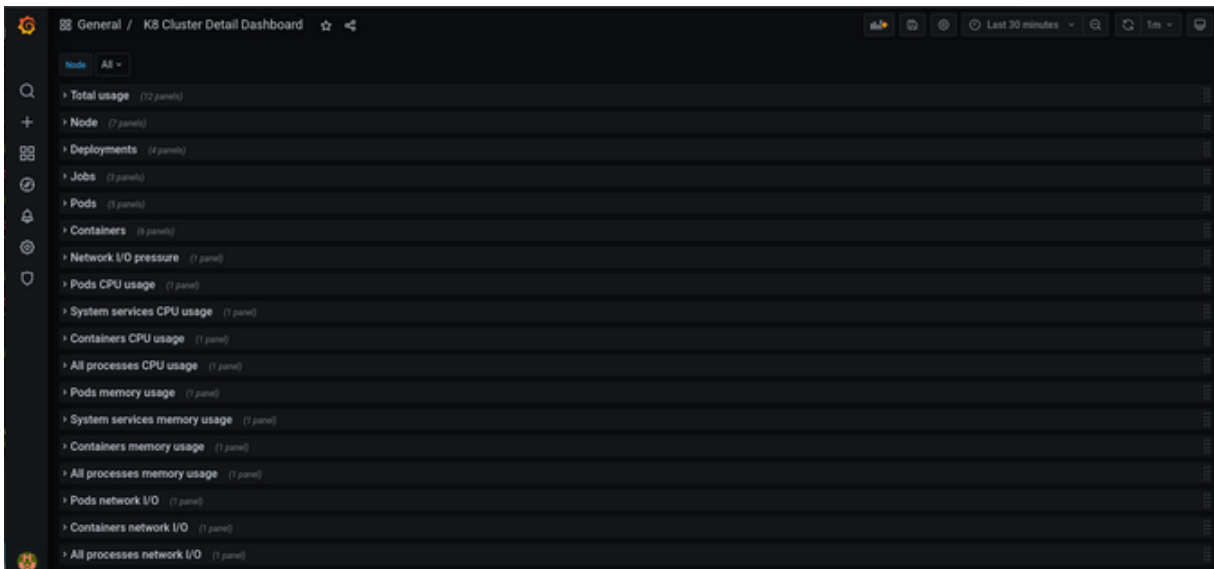 General / K8 Cluster Detail Dashboard
Last 30 minutes
1m
Node All
Total usage (12 panels)
Node (7 panels)
Deployments (4 panels)
Jobs (3 panels)
Pods (5 panels)
Containers (6 panels)
Network I/O pressure (1 panel)
Pods CPU usage (1 panel)
System services CPU usage (1 panel)
Containers CPU usage (1 panel)
All processes CPU usage (1 panel)
Pods memory usage (1 panel)
System services memory usage (1 panel)
Containers memory usage (1 panel)
All processes memory usage (1 panel)
Pods network I/O (1 panel)
Containers network I/O (1 panel)
All processes network I/O (1 panel)